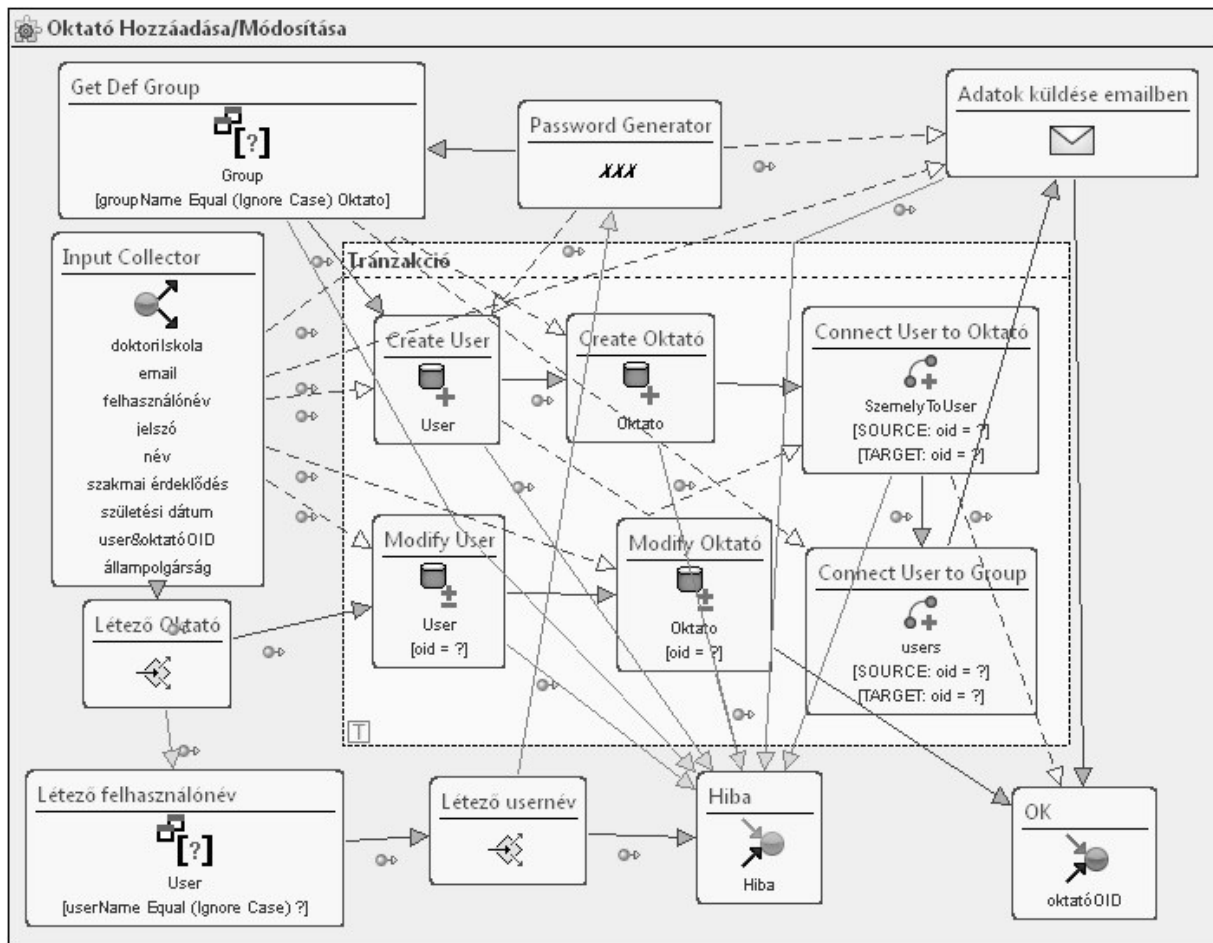 Oktató Hozzáadása/Módosítása
Get Def Group
Group
[groupName Equal (Ignore Case) Oktato]
Password Generator
xxx
Adatok küldése emailben
Input Collector
doktoriIskola
email
felhasználónév
jelszó
név
szakmai érdeklődés
születési dátum
user&oktatóOID
állampolgárság
Tranzakció
Create User
User
Create Oktató
Oktato
Connect User to Oktató
SzemelyToUser
[SOURCE: oid = ?]
[TARGET: oid = ?]
Modify User
User
[oid = ?]
Modify Oktató
Oktato
[oid = ?]
Connect User to Group
users
[SOURCE: oid = ?]
[TARGET: oid = ?]
T
Létező Oktató
Létező felhasználónév
User
[userName Equal (Ignore Case) ?]
Létező usernév
Hiba
Hiba
OK
oktatóOID